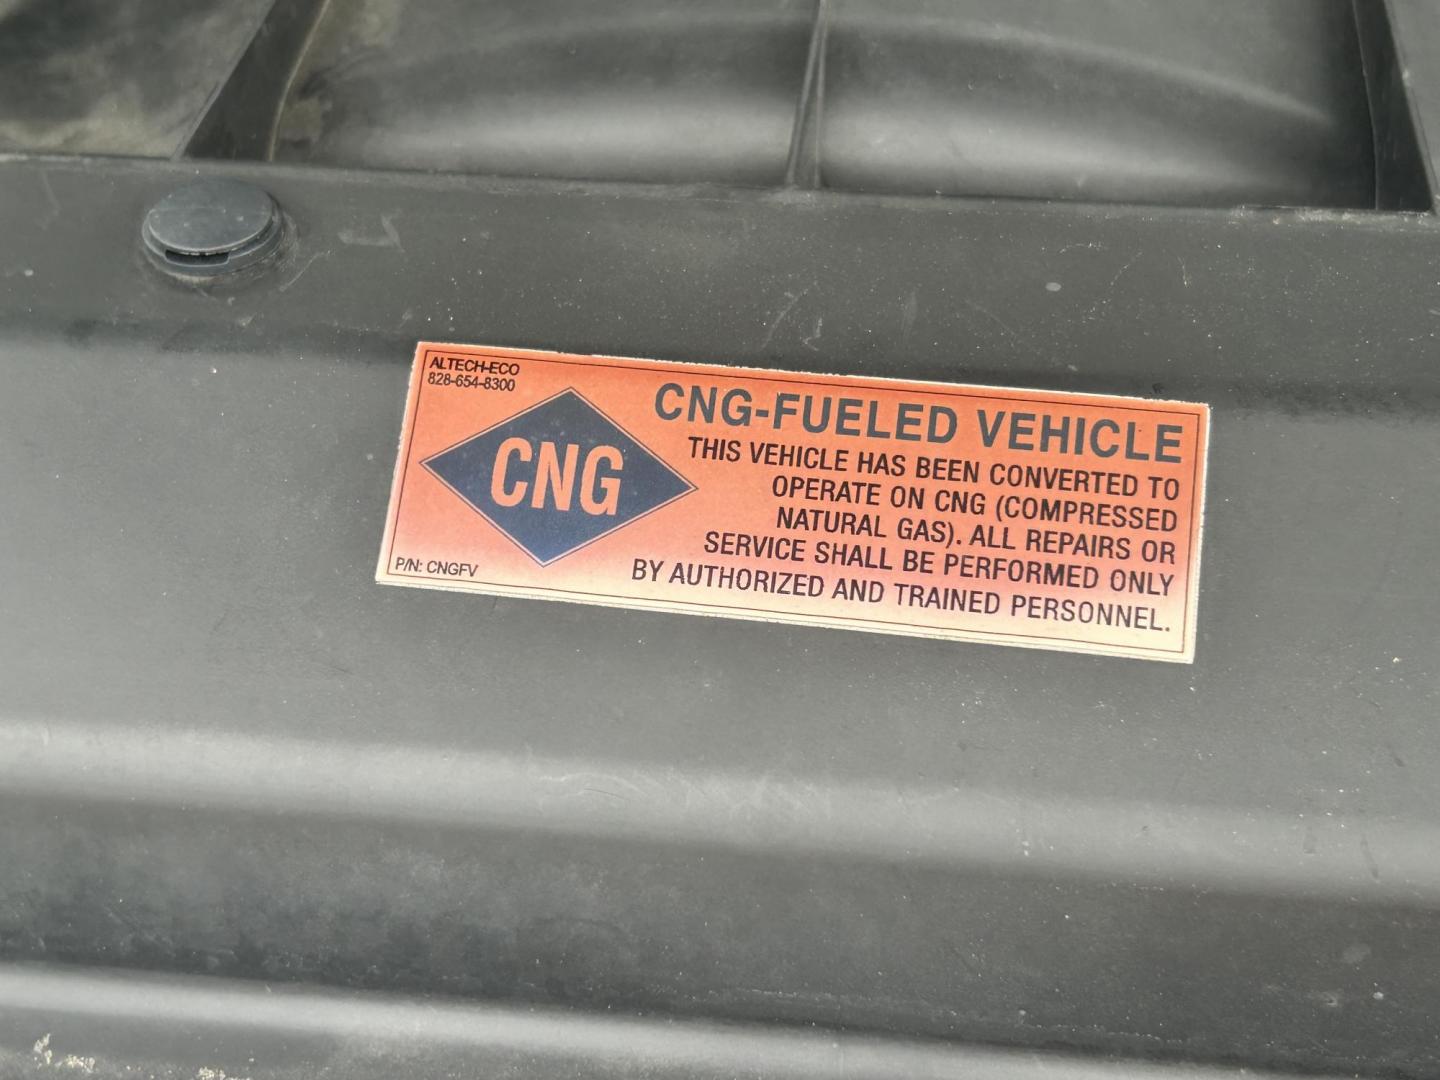 ALTECH-ECO
828-654-8300
CNG
P/N: CNGFV
CNG-FUELED VEHICLE
THIS VEHICLE HAS BEEN CONVERTED TO
OPERATE ON CNG (COMPRESSED
NATURAL GAS). ALL REPAIRS OR
SERVICE SHALL BE PERFORMED ONLY
BY AUTHORIZED AND TRAINED PERSONNEL.